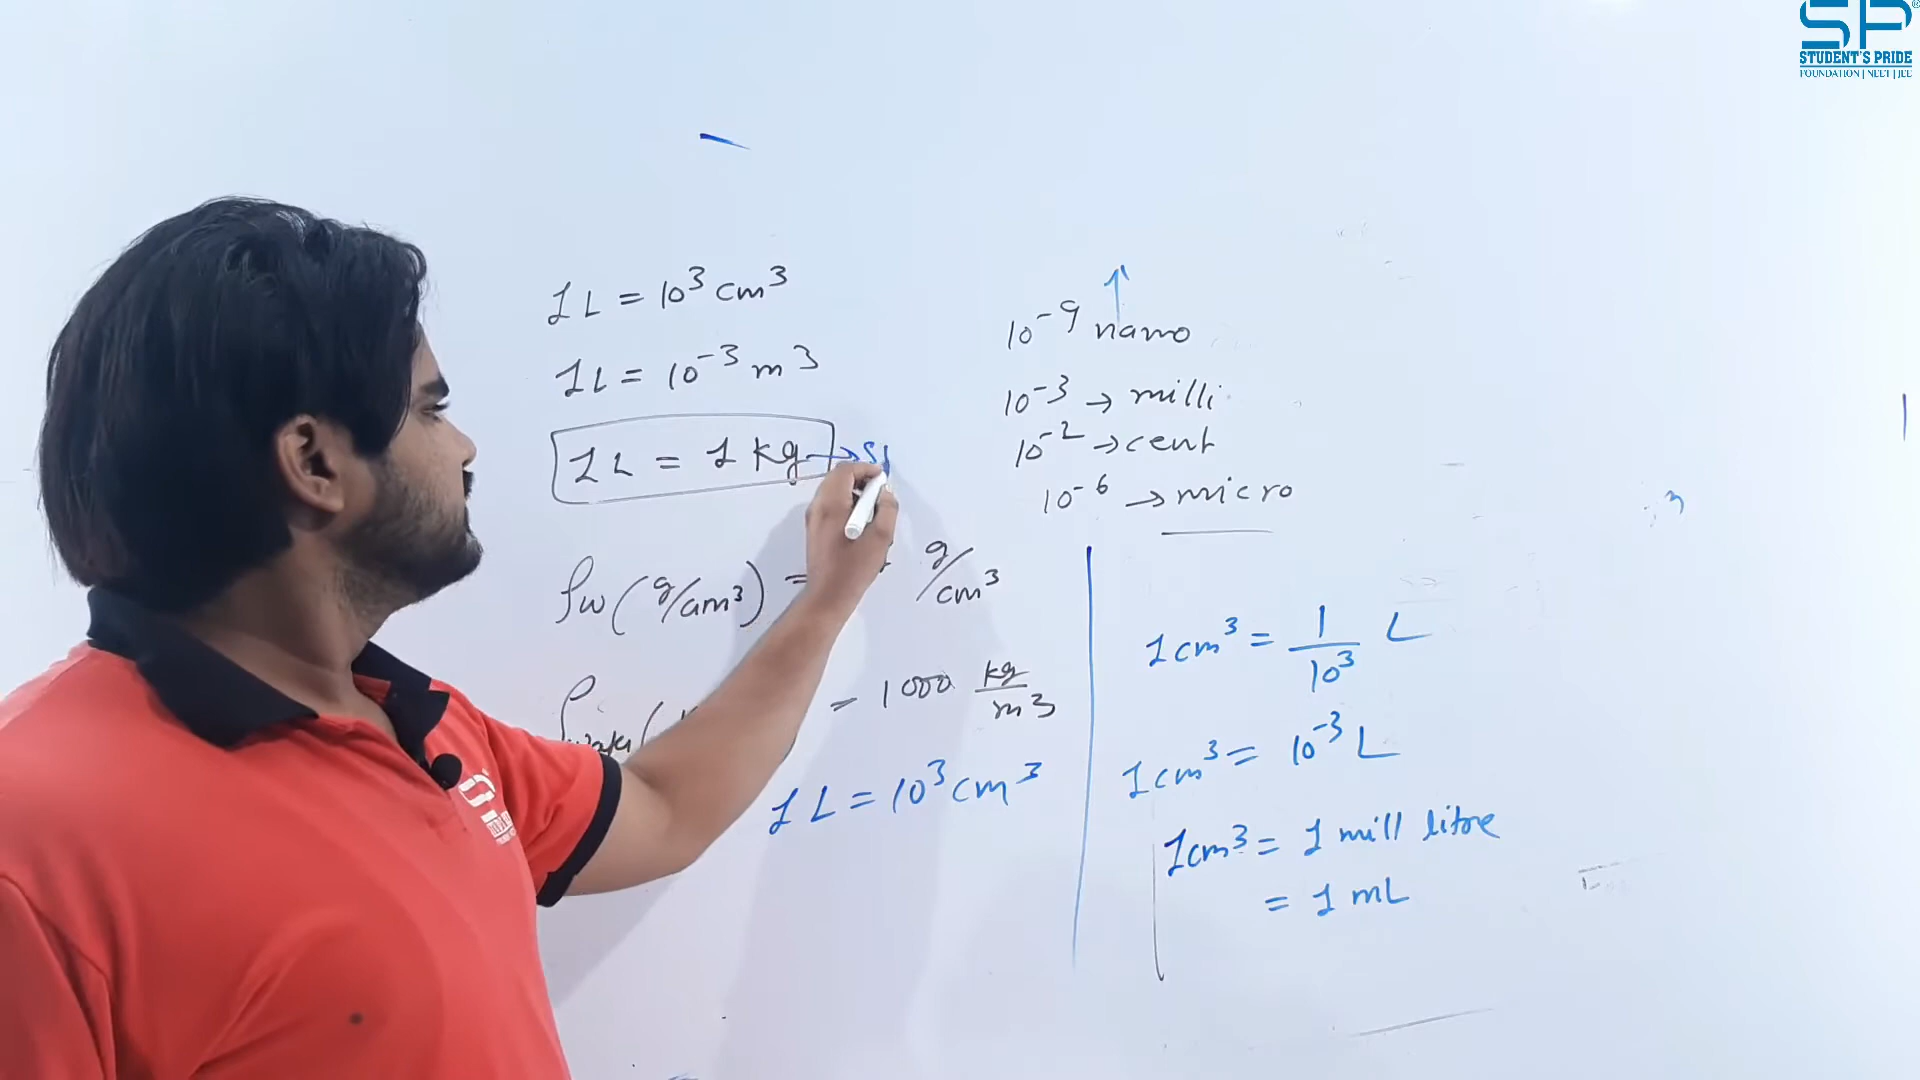 SP
STUDENT'S PRIDE
FOUNDATION | NEET | JEE
1 L = 10³ cm³
1 L = 10⁻³ m³
1 L = 1 kg → SI
ρw (g/cm³) = g/cm³
= 1000 kg/m³
1 L = 10³ cm³
10⁻⁹ nano
10⁻³ → milli
10⁻² → cent
10⁻⁶ → micro
1 cm³ = 1/10³ L
1 cm³ = 10⁻³ L
1 cm³ = 1 mill litre
= 1 mL